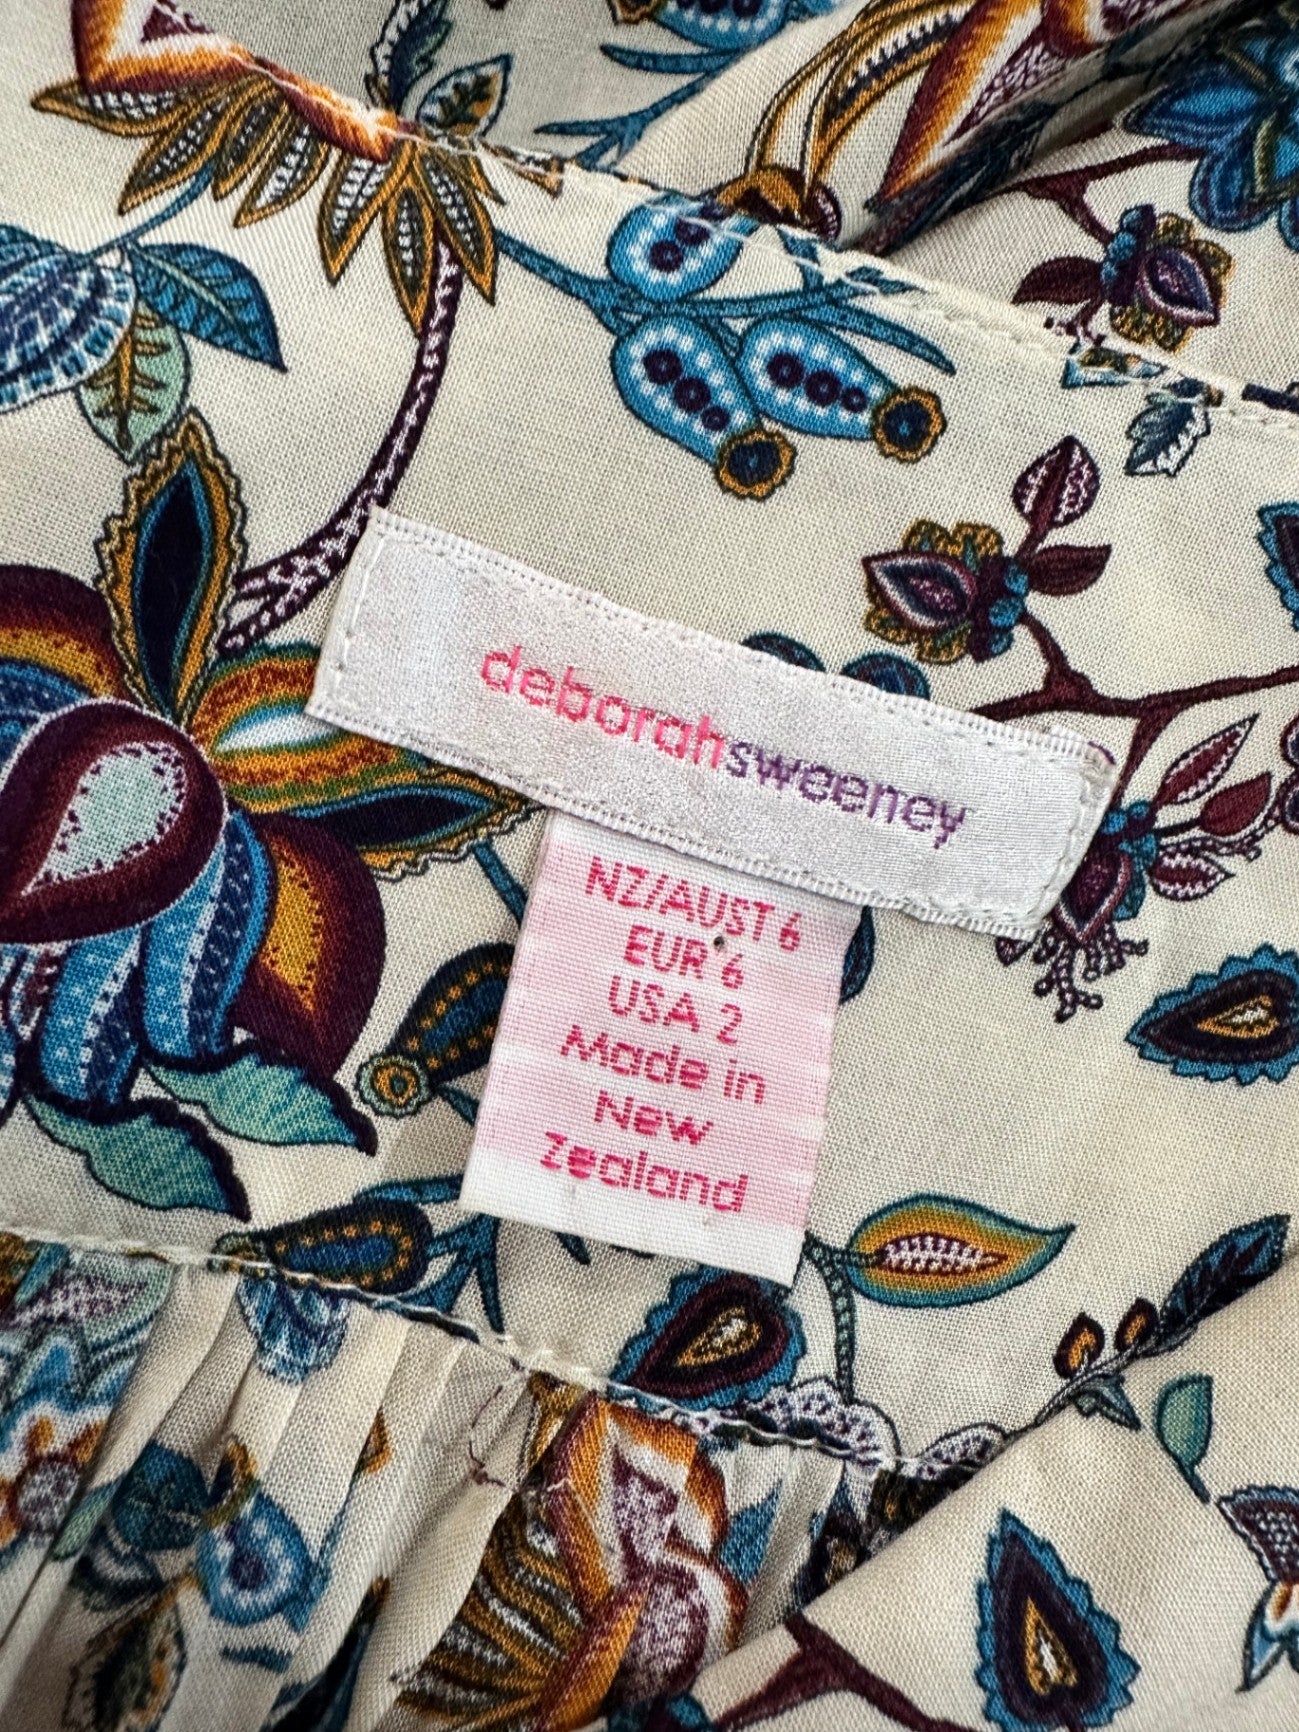 deborahsweeney
NZ/AUST 6
EUR 6
USA 2
Made in
New
Zealand